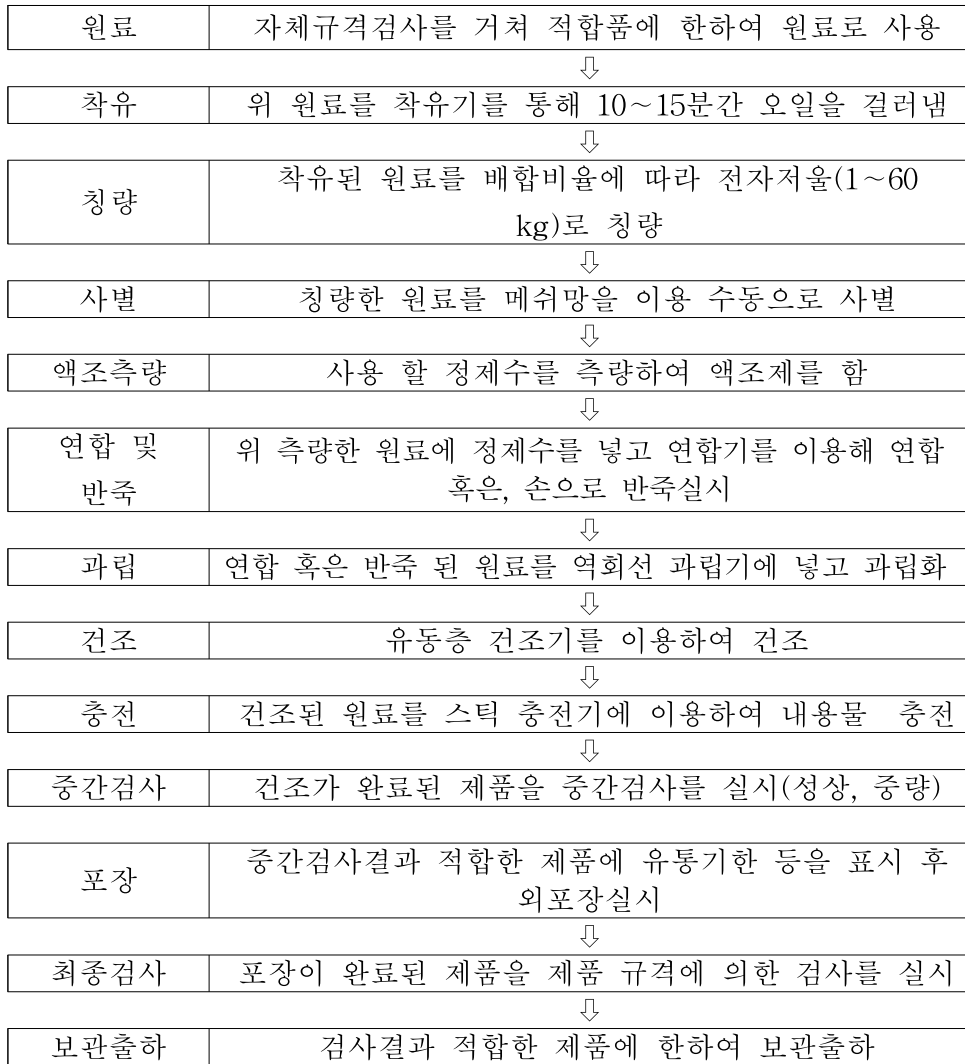 원료 자체규격검사를 거쳐 적합품에 한하여 원료로 사용
⇩
착유 위 원료를 착유기를 통해 10~15분간 오일을 걸러냄
⇩
칭량 착유된 원료를 배합비율에 따라 전자저울(1~60
kg)로 칭량
⇩
사별 칭량한 원료를 메쉬망을 이용 수동으로 사별
⇩
액조측량 사용 할 정제수를 측량하여 액조제를 함
⇩
연합 및 위 측량한 원료에 정제수를 넣고 연합기를 이용해 연합
반죽 혹은, 손으로 반죽실시
⇩
과립 연합 혹은 반죽 된 원료를 역회선 과립기에 넣고 과립화
⇩
건조 유동층 건조기를 이용하여 건조
⇩
충전 건조된 원료를 스틱 충전기에 이용하여 내용물 충전
⇩
중간검사 건조가 완료된 제품을 중간검사를 실시(성상, 중량)
포장 중간검사결과 적합한 제품에 유통기한 등을 표시 후
외포장실시
⇩
최종검사 포장이 완료된 제품을 제품 규격에 의한 검사를 실시
⇩
보관출하 검사결과 적합한 제품에 한하여 보관출하